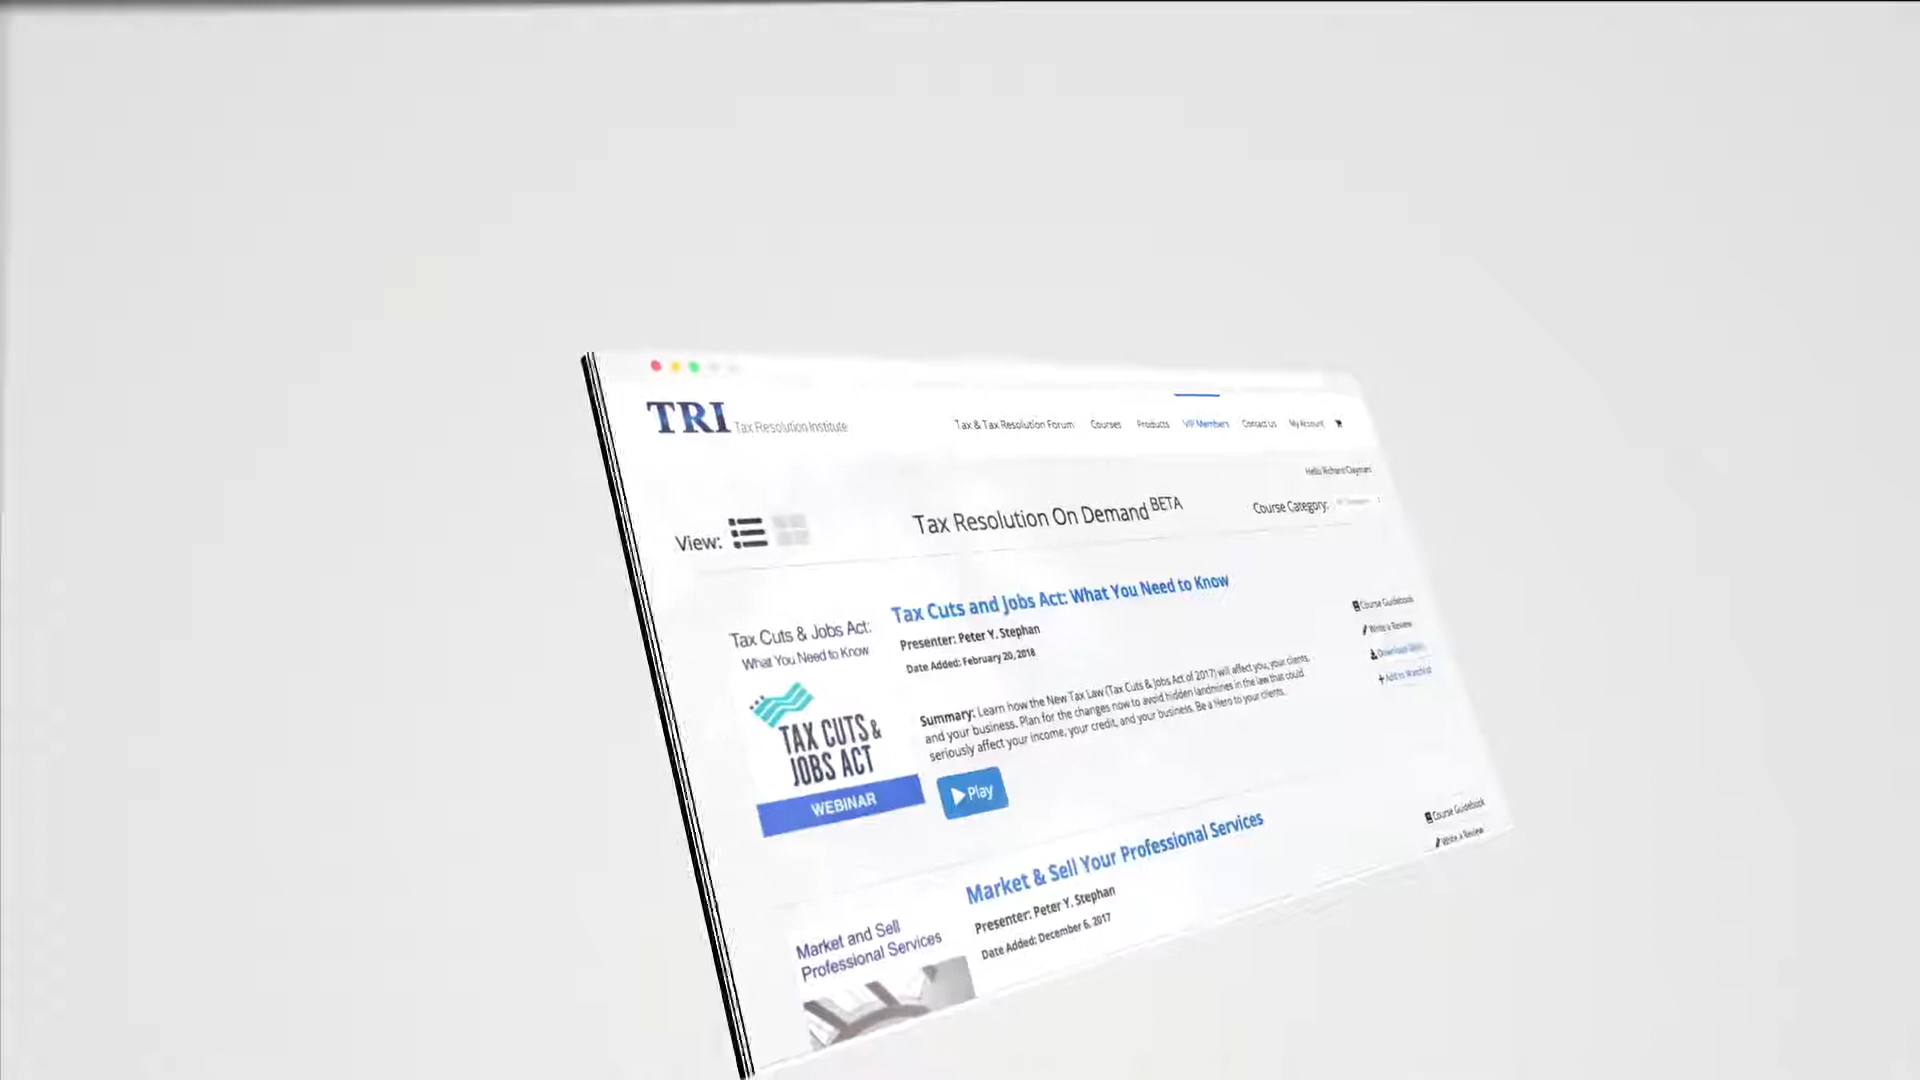 TRI Tax Resolution Institute
Tax & Tax Resolution Forum Courses Products VIP Members Contact Us My Account
Hello Richard
View:
Tax Resolution On Demand BETA
Course Category:
Tax Cuts & Jobs Act:
What You Need to Know
TAX CUTS &
JOBS ACT
WEBINAR
Tax Cuts and Jobs Act: What You Need to Know
Presenter: Peter Y. Stephan
Date Added: February 20, 2018
Summary: Learn how the New Tax Law (Tax Cuts & Jobs Act of 2017) will affect you, your clients,
and your business. Plan for the changes now to avoid hidden landmines in the law that could
seriously affect your income, your credit, and your business. Be a Hero to your clients.
Play
Course Guidebook
Write a Review
Download
Add to Watchlist
Market and Sell
Professional Services
Market & Sell Your Professional Services
Presenter: Peter Y. Stephan
Date Added: December 6, 2017
Course Guidebook
Write a Review